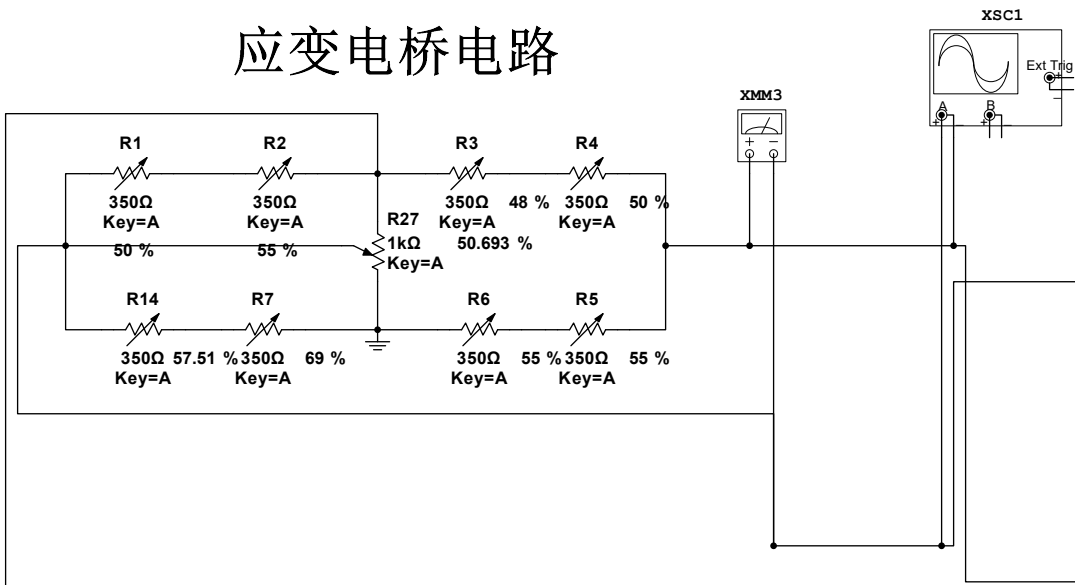 XSC1
应变电桥电路
Ext Trig
+
−
XMM3
A
B
+ − + −
+ −
R1 R2 R3 R4
350Ω 350Ω 350Ω 48 % 350Ω 50 %
Key=A Key=A Key=A Key=A
R27
50 % 55 % 1kΩ 50.693 %
Key=A
R14 R7 R6 R5
350Ω 57.51 % 350Ω 69 % 350Ω 55 % 350Ω 55 %
Key=A Key=A Key=A Key=A